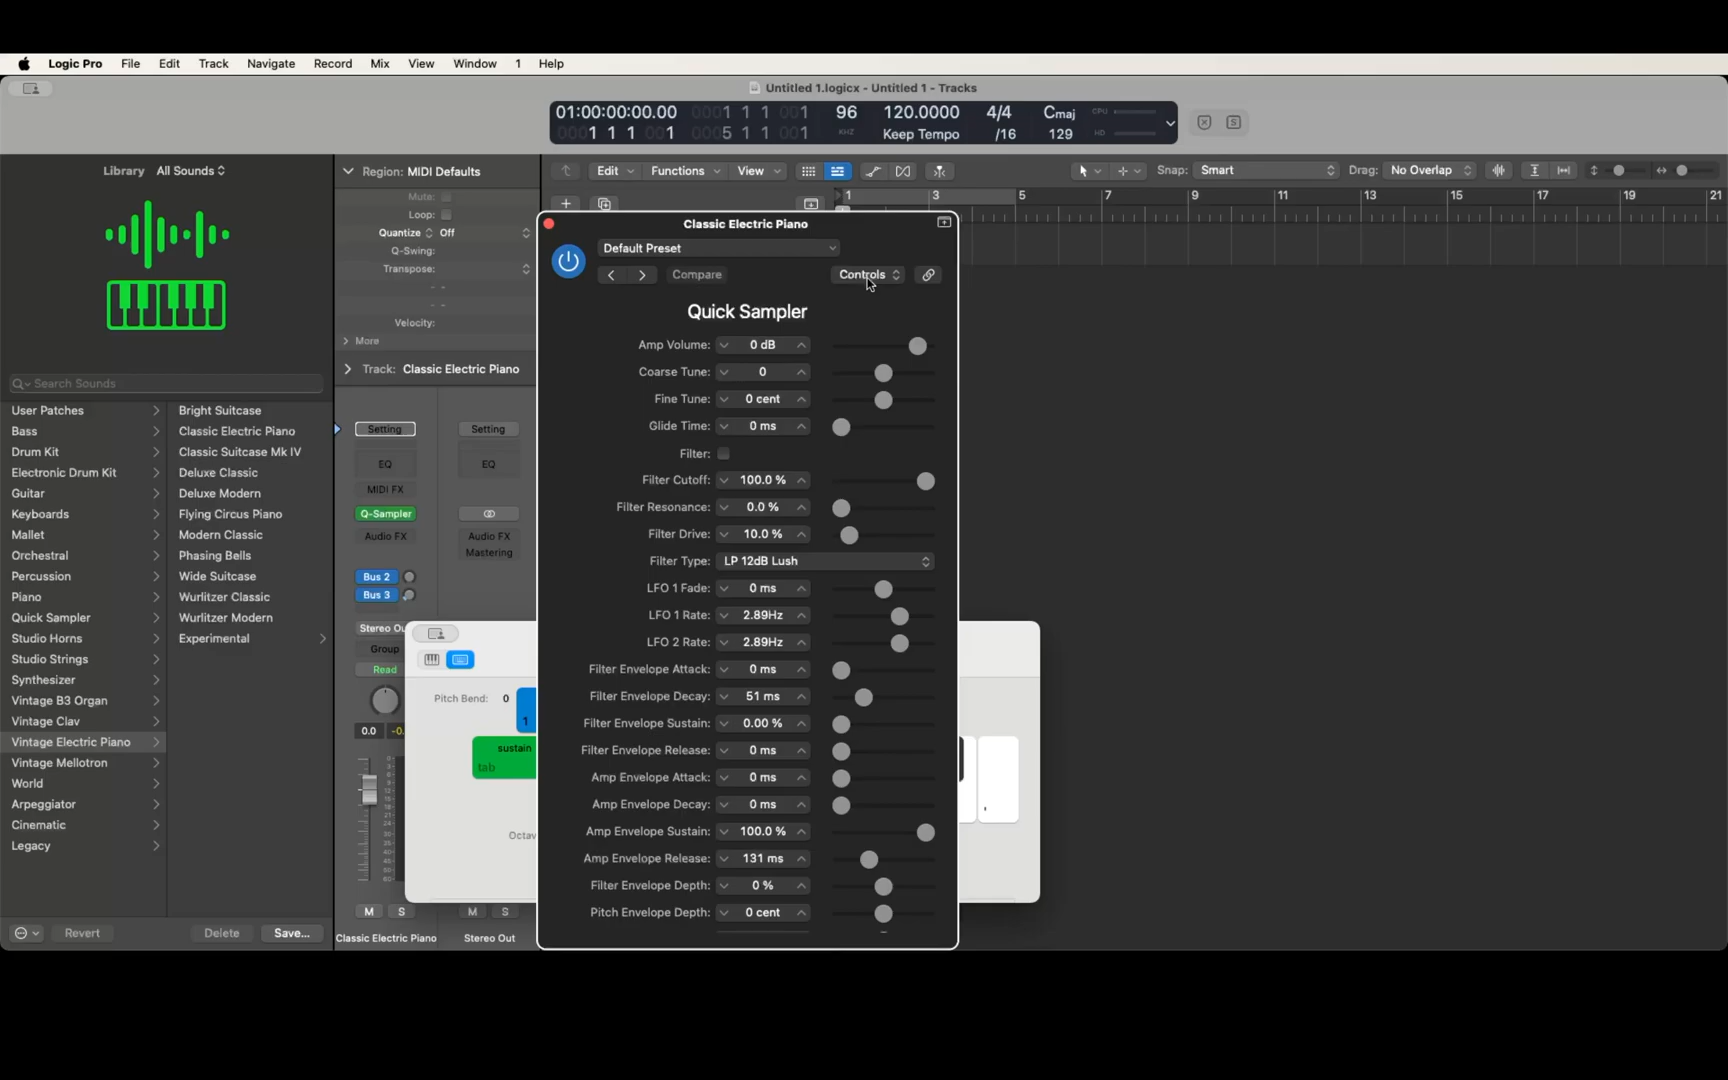 Logic Pro File Edit Track Navigate Record Mix View Window 1 Help
Untitled 1.logicx - Untitled 1 - Tracks
01:00:00:00.00 0001 1 1 001 96 120.0000 4/4 Cmaj CPU
0001 1 1 001 0005 1 1 001 KHZ Keep Tempo /16 129 HD
S
Library All Sounds
Region: MIDI Defaults
Edit Functions View
Snap: Smart
Drag: No Overlap
1 3 5 7 9 11 13 15 17 19 21
Mute:
Loop:
Quantize Off
Q-Swing:
Transpose:
Velocity:
More
Track: Classic Electric Piano
Search Sounds
User Patches
Bass
Drum Kit
Electronic Drum Kit
Guitar
Keyboards
Mallet
Orchestral
Percussion
Piano
Quick Sampler
Studio Horns
Studio Strings
Synthesizer
Vintage B3 Organ
Vintage Clav
Vintage Electric Piano
Vintage Mellotron
World
Arpeggiator
Cinematic
Legacy
Bright Suitcase
Classic Electric Piano
Classic Suitcase Mk IV
Deluxe Classic
Deluxe Modern
Flying Circus Piano
Modern Classic
Phasing Bells
Wide Suitcase
Wurlitzer Classic
Wurlitzer Modern
Experimental
Revert Delete Save...
Setting Setting
EQ EQ
MIDI FX
Q-Sampler
Audio FX Audio FX
Mastering
Bus 2
Bus 3
Stereo Ou
Group
Read
0.0 -0.
M S M S
Classic Electric Piano Stereo Out
Pitch Bend: 0
1
sustain
tab
Octav
'
Classic Electric Piano
Default Preset
Compare Controls
Quick Sampler
Amp Volume: 0 dB
Coarse Tune: 0
Fine Tune: 0 cent
Glide Time: 0 ms
Filter:
Filter Cutoff: 100.0 %
Filter Resonance: 0.0 %
Filter Drive: 10.0 %
Filter Type: LP 12dB Lush
LFO 1 Fade: 0 ms
LFO 1 Rate: 2.89Hz
LFO 2 Rate: 2.89Hz
Filter Envelope Attack: 0 ms
Filter Envelope Decay: 51 ms
Filter Envelope Sustain: 0.00 %
Filter Envelope Release: 0 ms
Amp Envelope Attack: 0 ms
Amp Envelope Decay: 0 ms
Amp Envelope Sustain: 100.0 %
Amp Envelope Release: 131 ms
Filter Envelope Depth: 0 %
Pitch Envelope Depth: 0 cent